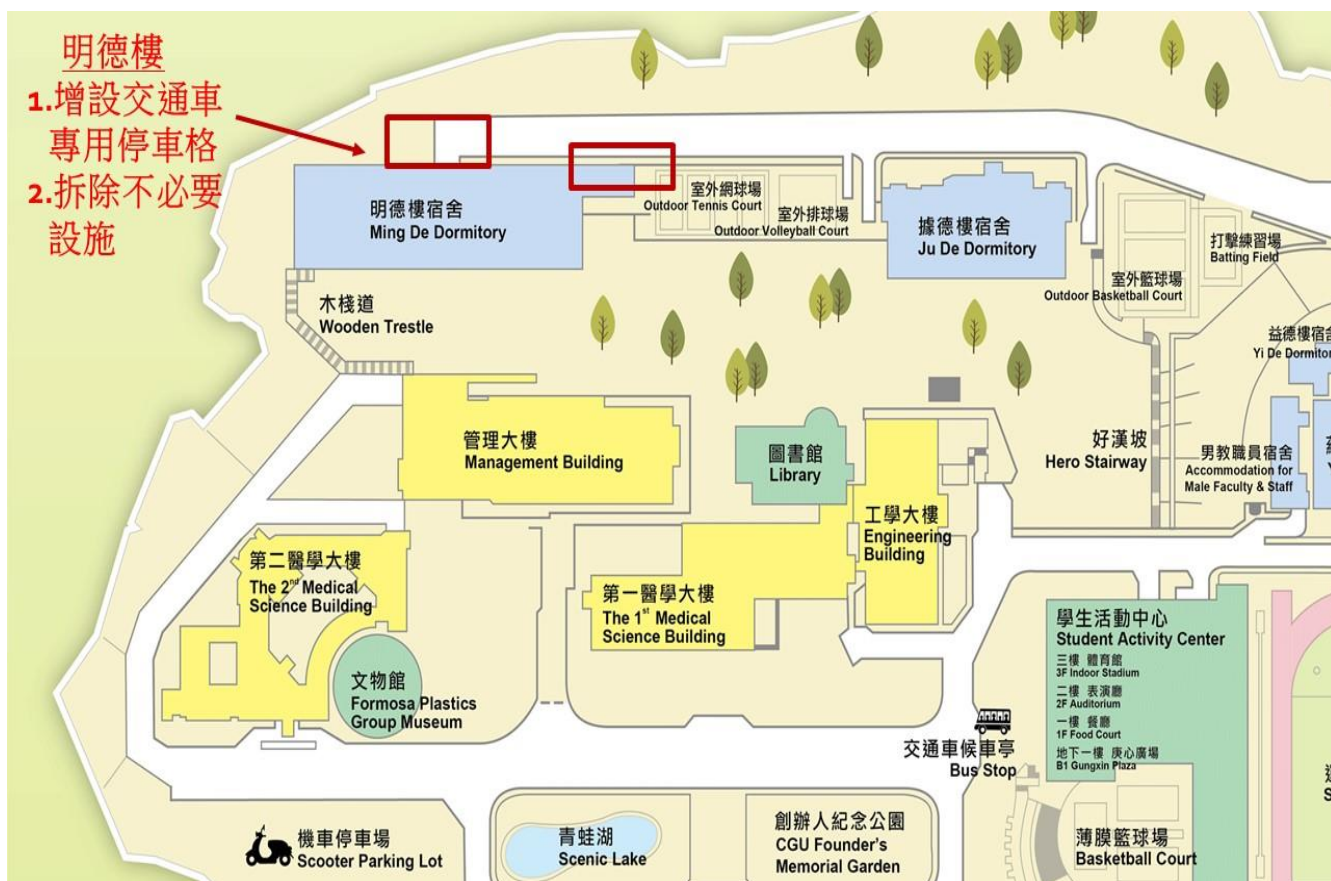 明德樓
1.增設交通車
專用停車格
2.拆除不必要
設施
明德樓宿舍
Ming De Dormitory
室外網球場
Outdoor Tennis Court
室外排球場
Outdoor Volleyball Court
據德樓宿舍
Ju De Dormitory
打擊練習場
Batting Field
室外籃球場
Outdoor Basketball Court
木棧道
Wooden Trestle
益德樓宿舍
Yi De Dormitor
管理大樓
Management Building
圖書館
Library
工學大樓
Engineering
Building
好漢坡
Hero Stairway
男教職員宿舍
Accommodation for
Male Faculty & Staff
第二醫學大樓
The 2nd Medical
Science Building
第一醫學大樓
The 1st Medical
Science Building
文物館
Formosa Plastics
Group Museum
學生活動中心
Student Activity Center
三樓 體育館
3F Indoor Stadium
二樓 表演廳
2F Auditorium
一樓 餐廳
1F Food Court
地下一樓 庚心廣場
B1 Gungxin Plaza
交通車候車亭
Bus Stop
機車停車場
Scooter Parking Lot
青蛙湖
Scenic Lake
創辦人紀念公園
CGU Founder's
Memorial Garden
薄膜籃球場
Basketball Court